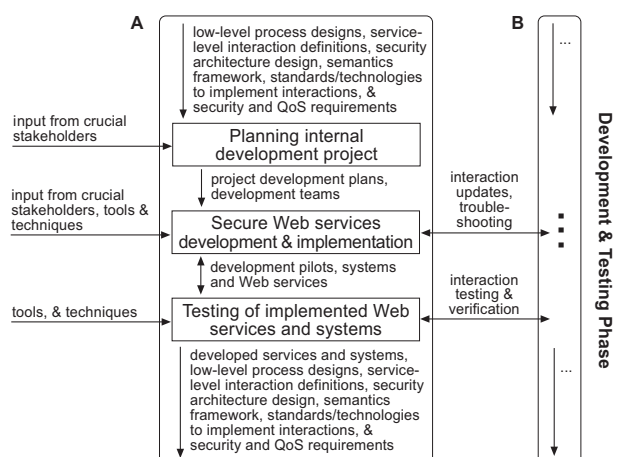 A
B
low-level process designs, service-
level interaction definitions, security
architecture design, semantics
framework, standards/technologies
to implement interactions, &
security and QoS requirements
...
input from crucial
stakeholders
Planning internal
development project
project development plans,
development teams
input from crucial
stakeholders, tools &
techniques
Secure Web services
development & implementation
interaction
updates,
trouble-
shooting
development pilots, systems
and Web services
tools, & techniques
Testing of implemented Web
services and systems
interaction
testing &
verification
developed services and systems,
low-level process designs, service-
level interaction definitions, security
architecture design, semantics
framework, standards/technologies
to implement interactions, &
security and QoS requirements
...
Development & Testing Phase